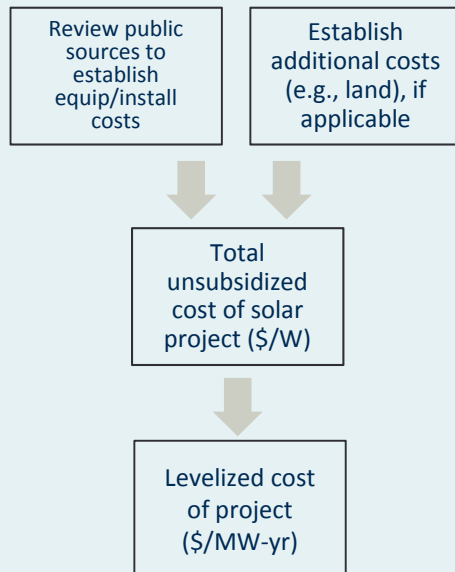 Review public
sources to
establish
equip/install
costs
Establish
additional costs
(e.g., land), if
applicable
Total
unsubsidized
cost of solar
project ($/W)
Levelized cost
of project
($/MW-yr)